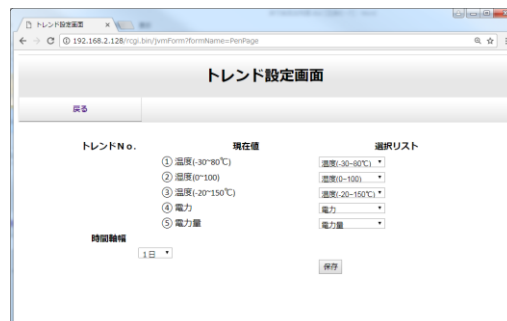 トレンド設定画面
192.168.2.128/rcgi.bin/jvmForm?formName=PenPage
トレンド設定画面
戻る
トレンドNo. 現在値 選択リスト
① 温度(-30~80℃) 温度(-30~60℃)
② 湿度(0~100) 湿度(0~100)
③ 温度(-20~150℃) 温度(-20~150℃)
④ 電力 電力
⑤ 電力量 電力量
時間軸幅
1日
保存